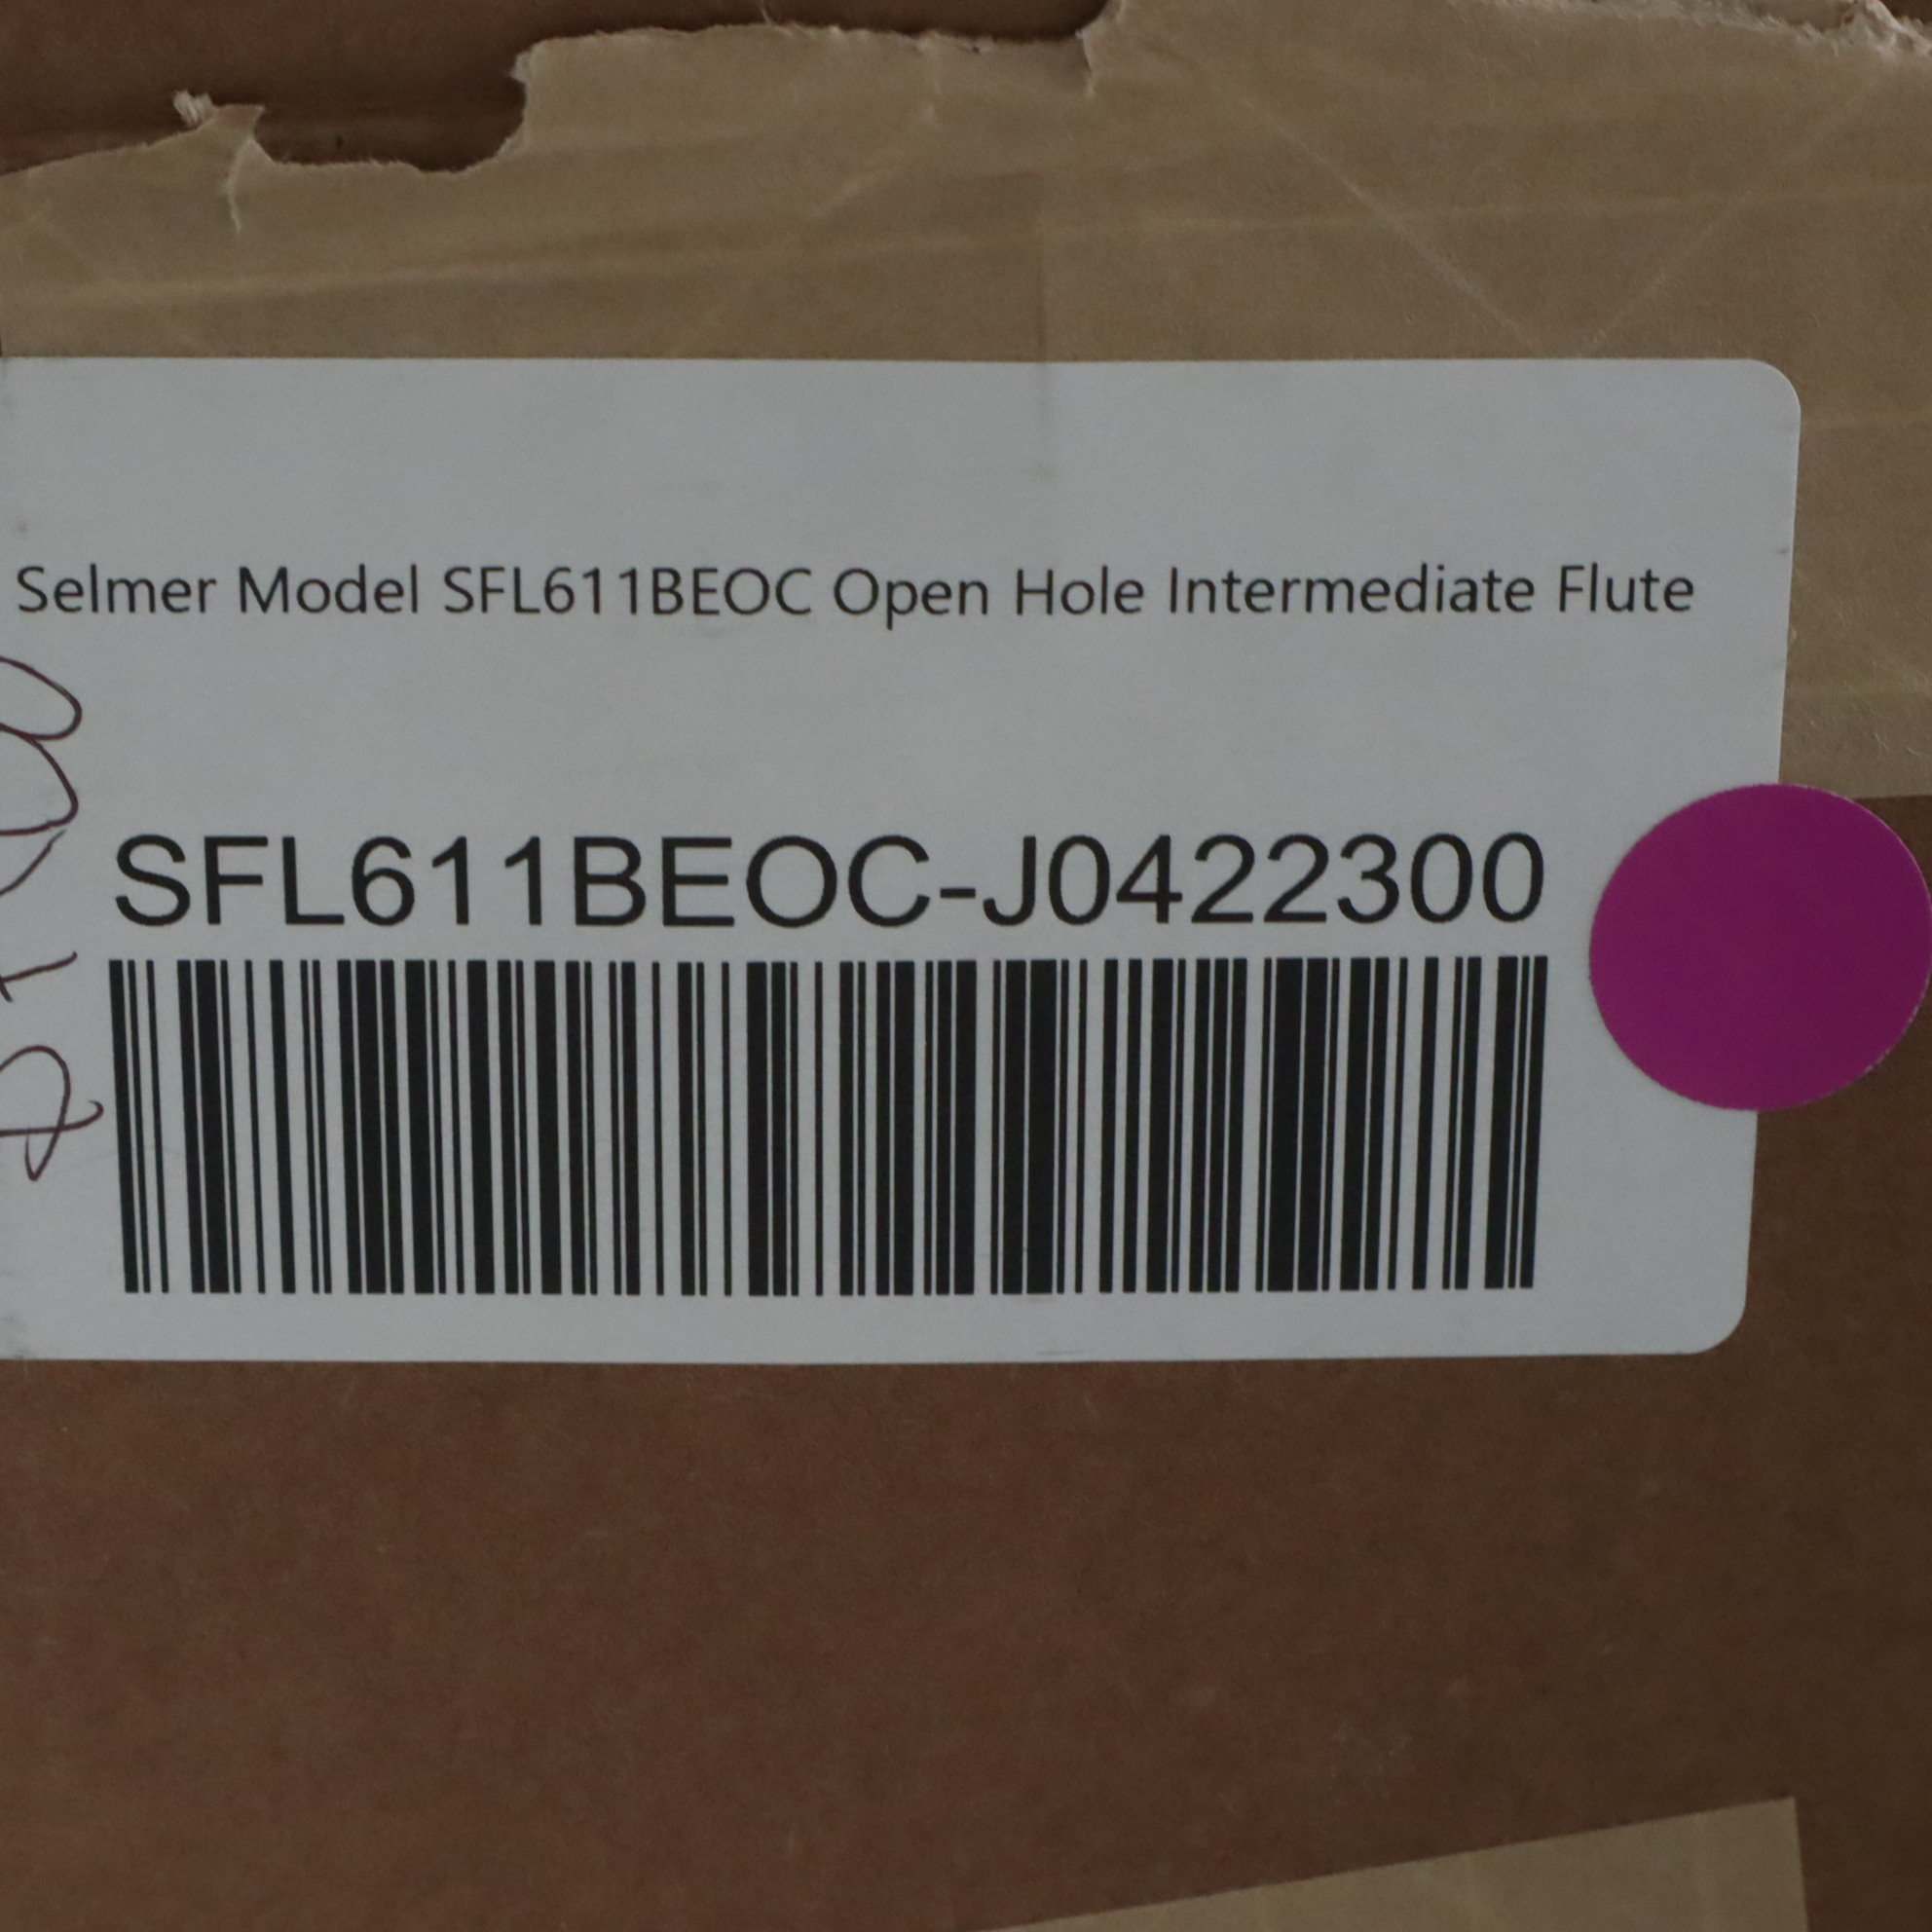 Selmer Model SFL611BEOC Open Hole Intermediate Flute
SFL611BEOC-J0422300